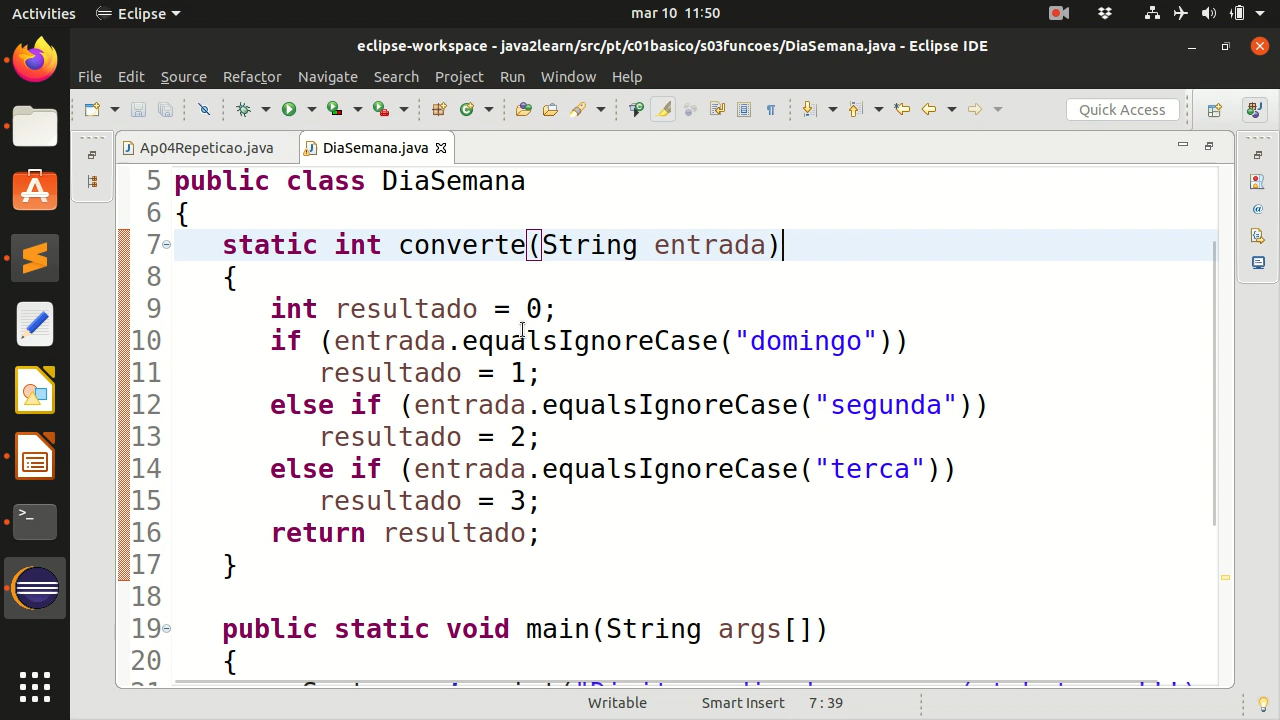 Activities Eclipse mar 10 11:50
eclipse-workspace - java2learn/src/pt/c01basico/s03funcoes/DiaSemana.java - Eclipse IDE
File Edit Source Refactor Navigate Search Project Run Window Help
Quick Access
Ap04Repeticao.java DiaSemana.java
5 public class DiaSemana
6 {
7 static int converte(String entrada)
8 {
9 int resultado = 0;
10 if (entrada.equalsIgnoreCase("domingo"))
11 resultado = 1;
12 else if (entrada.equalsIgnoreCase("segunda"))
13 resultado = 2;
14 else if (entrada.equalsIgnoreCase("terca"))
15 resultado = 3;
16 return resultado;
17 }
18
19 public static void main(String args[])
20 {
Writable Smart Insert 7:39